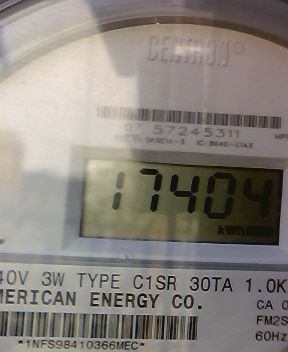 CENTRON®
07 57245311
17404
kWh
40V 3W TYPE C1SR 30TA 1.0K
MERICAN ENERGY CO.
CA 0
FM2S
60Hz
*1NFS98410366MEC*